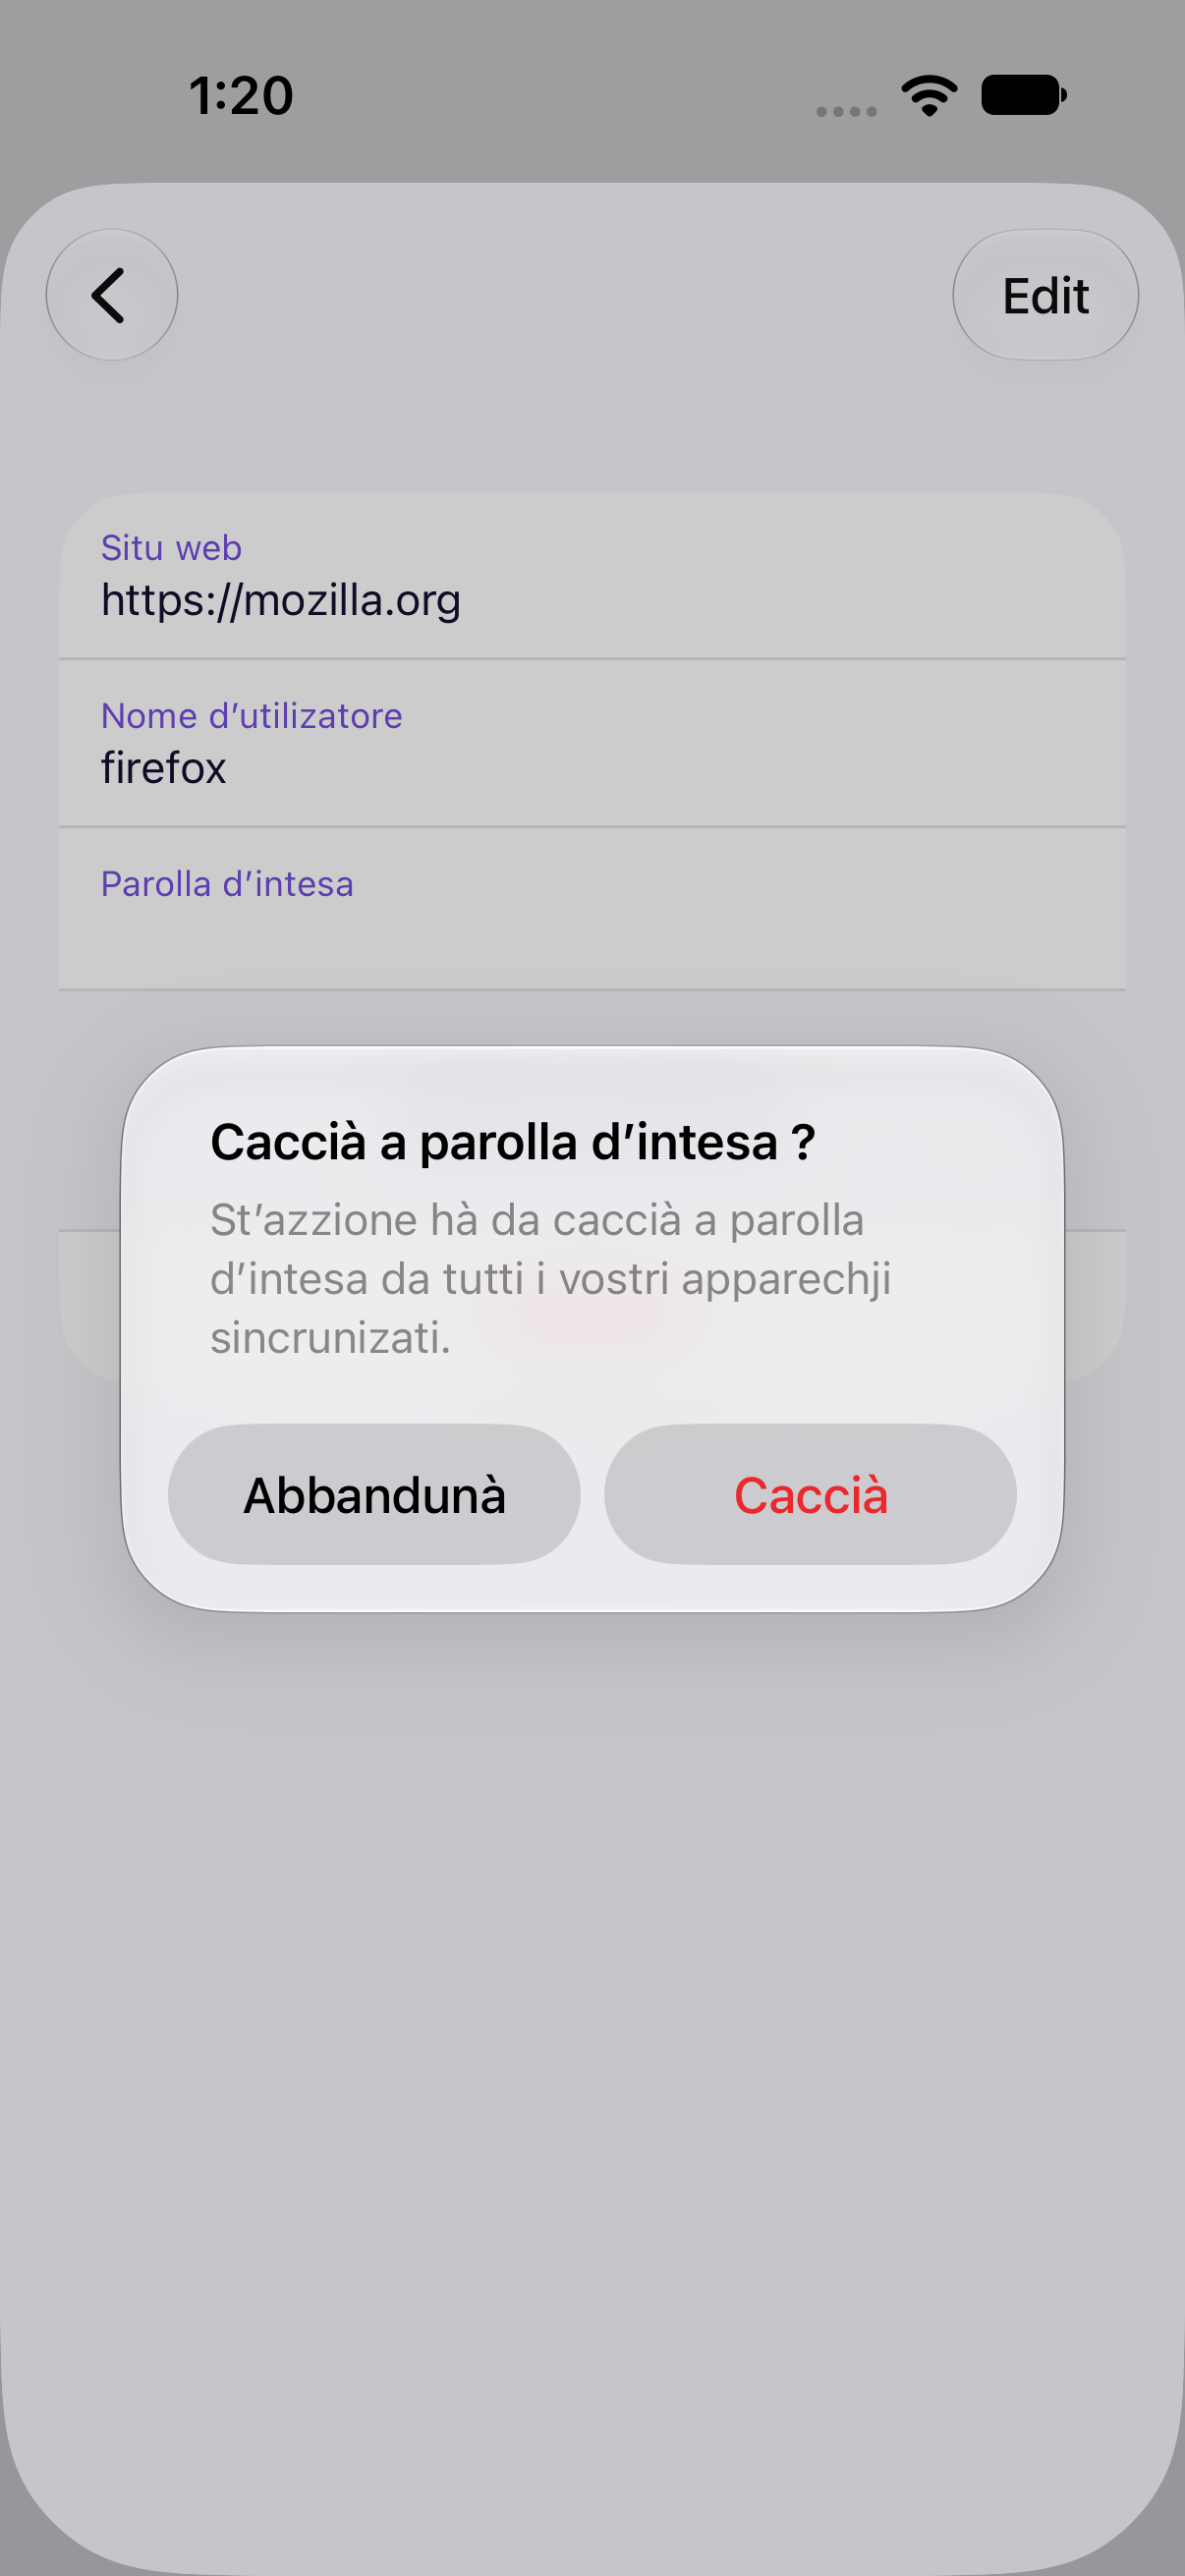 1:20
Edit
Situ web
https://mozilla.org
Nome d’utilizatore
firefox
Parolla d’intesa
Caccià a parolla d’intesa ?
St’azzione hà da caccià a parolla
d’intesa da tutti i vostri apparechji
sincrunizati.
Abbandunà
Caccià